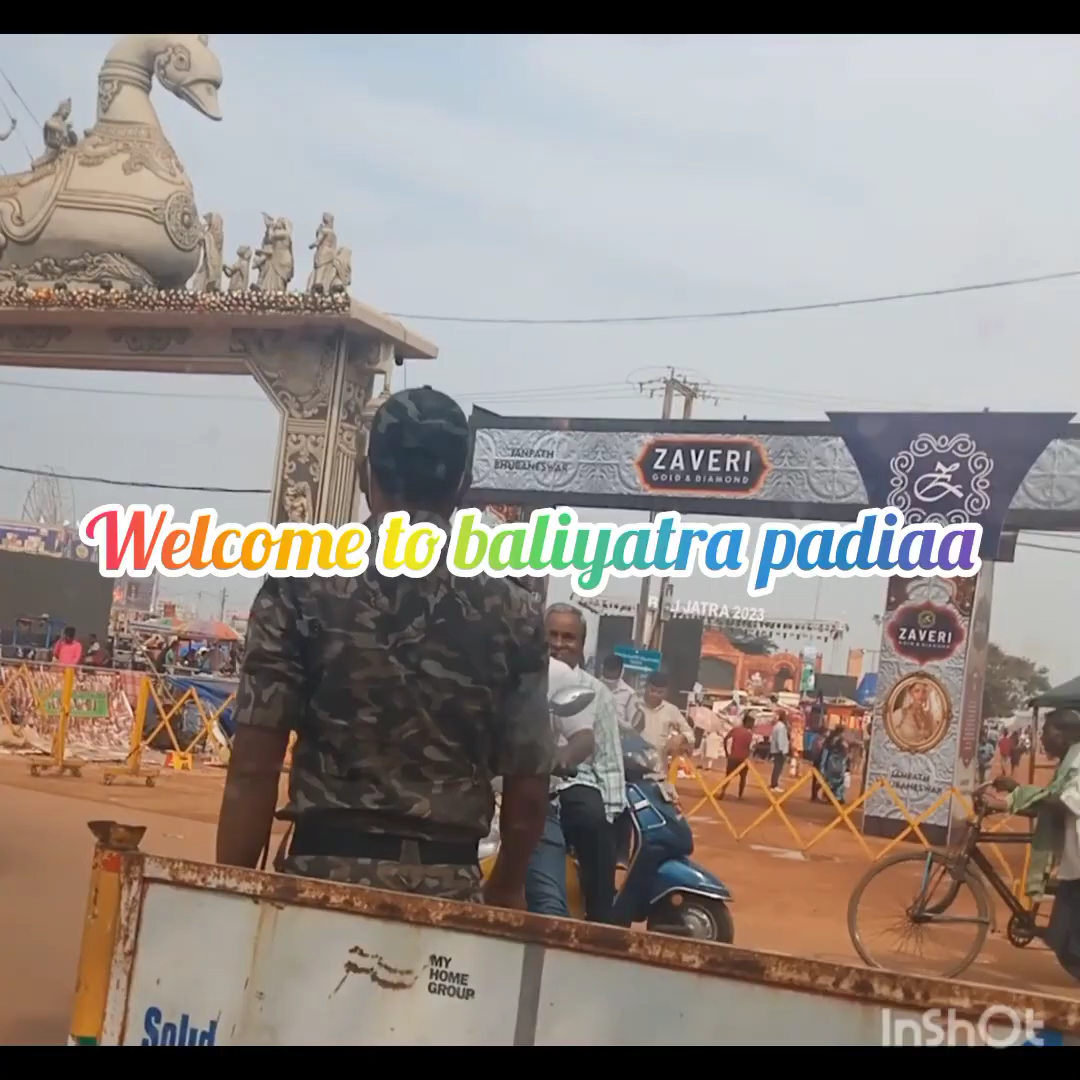 JANPATH
BHUBANESWAR
ZAVERI
GOLD & DIAMOND
Z
Welcome to baliyatra padiaa
JATRA 2023
ZAVERI
GOLD & DIAMOND
JANPATH
MY
HOME
GROUP
Solid
InShOt